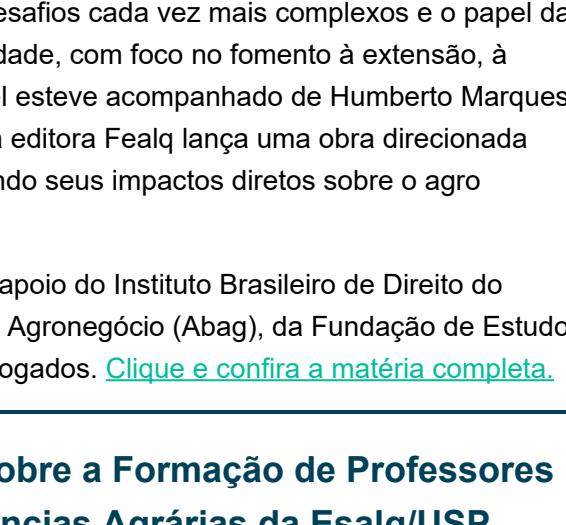 esafios cada vez mais complexos e o papel da
dade, com foco no fomento à extensão, à
l esteve acompanhado de Humberto Marques
a editora Fealq lança uma obra direcionada
ndo seus impactos diretos sobre o agro
apoio do Instituto Brasileiro de Direito do
Agronegócio (Abag), da Fundação de Estudo
ogados. Clique e confira a matéria completa.
obre a Formação de Professores
ncias Agrárias da Esalq/USP